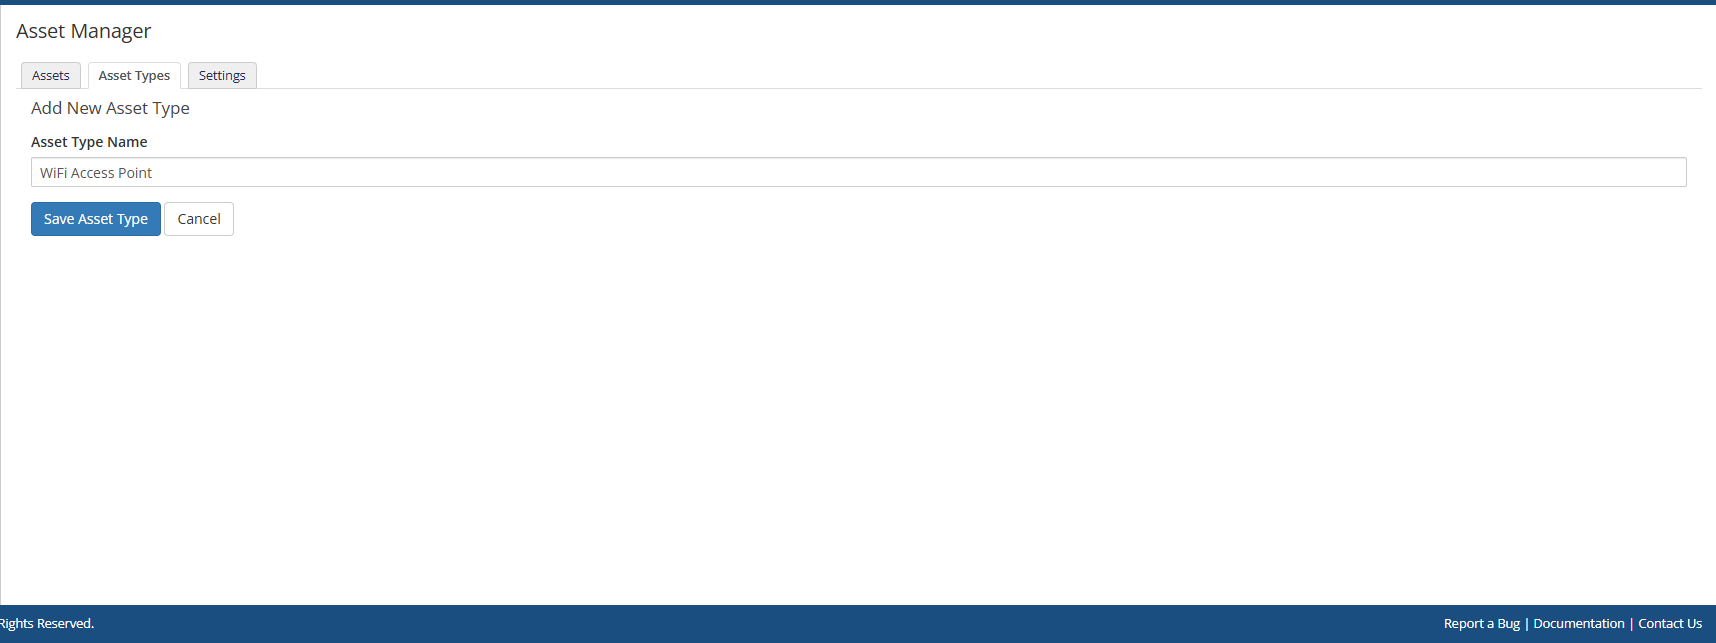 Asset Manager
Assets Asset Types Settings
Add New Asset Type
Asset Type Name
WiFi Access Point
Save Asset Type Cancel
Rights Reserved. Report a Bug | Documentation | Contact Us